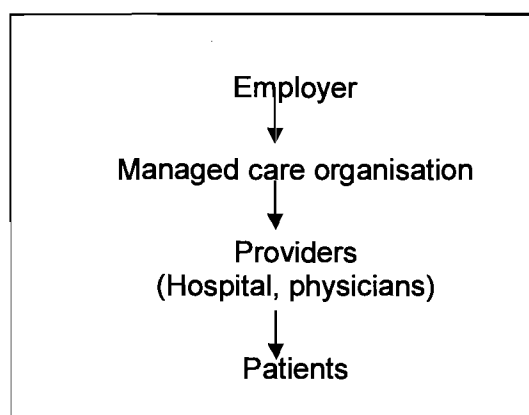 Employer
Managed care organisation
Providers
(Hospital, physicians)
Patients